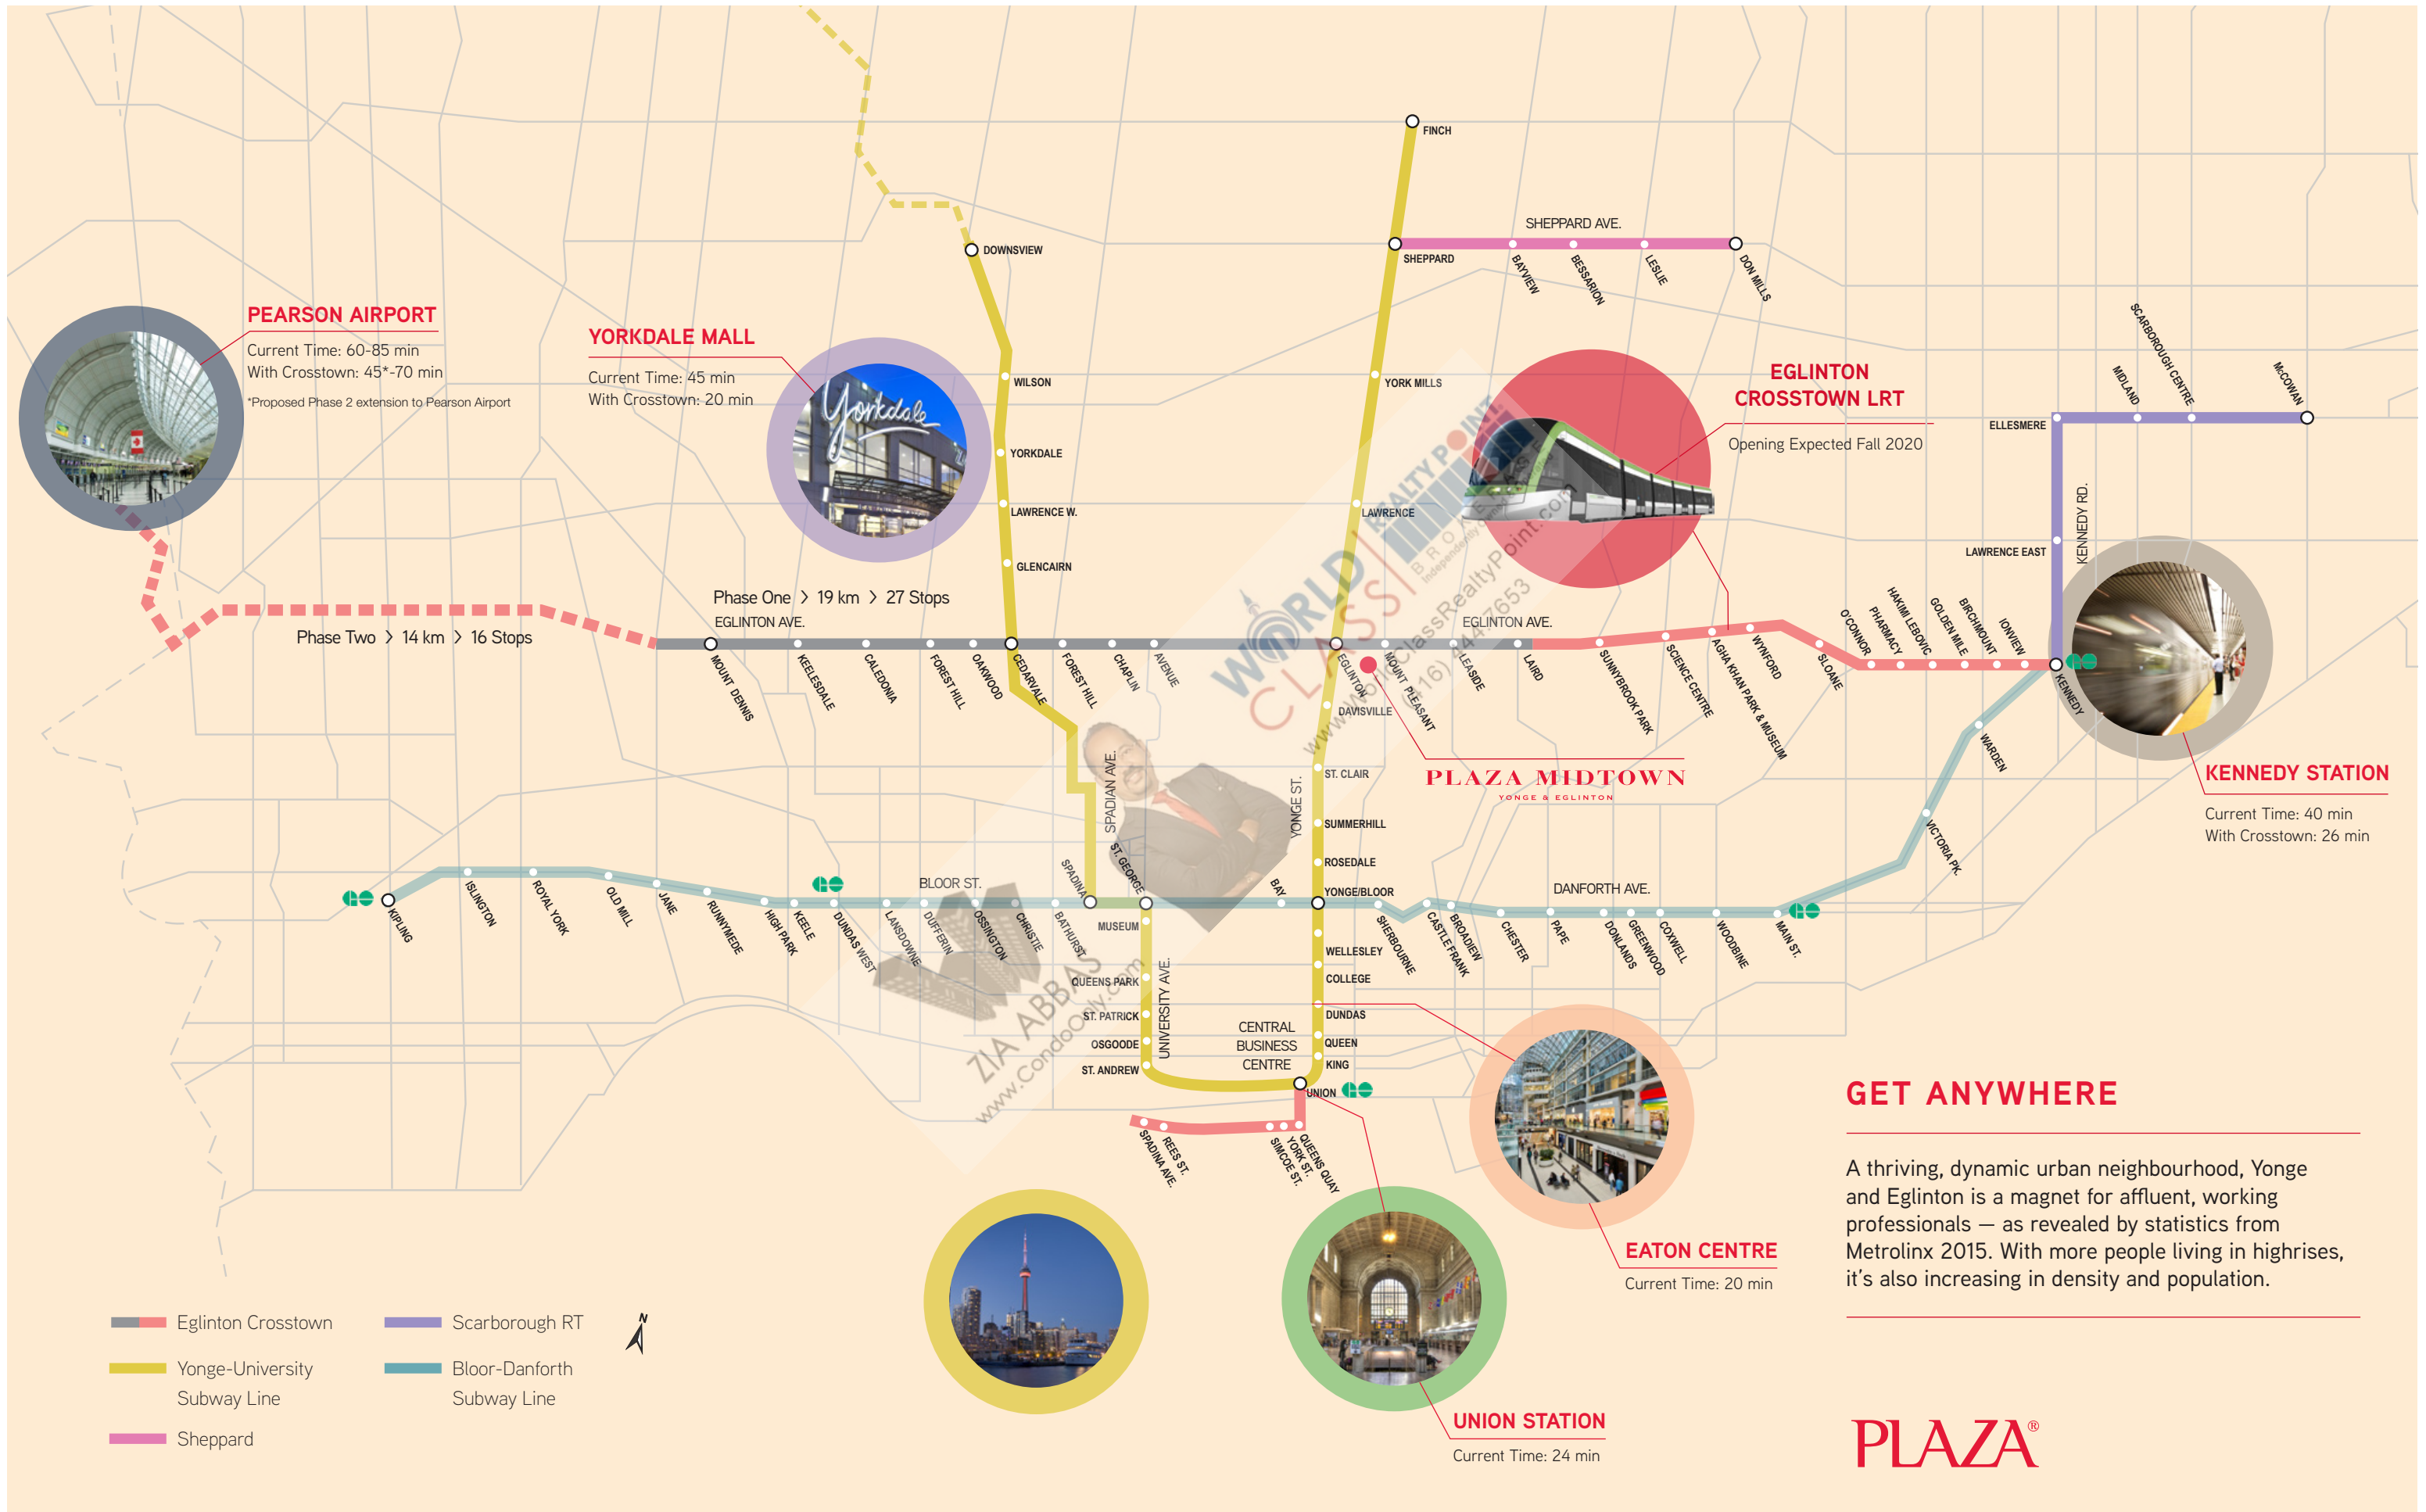 FINCH
SHEPPARD AVE.
DOWNSVIEW
SHEPPARD
BAYVIEW
BESSARION
LESLIE
DON MILLS
PEARSON AIRPORT
Current Time: 60-85 min
With Crosstown: 45*-70 min
*Proposed Phase 2 extension to Pearson Airport
YORKDALE MALL
Current Time: 45 min
With Crosstown: 20 min
Yorkdale
WILSON
YORKDALE
LAWRENCE W.
GLENCAIRN
YORK MILLS
LAWRENCE
EGLINTON
CROSSTOWN LRT
Opening Expected Fall 2020
SCARBOROUGH CENTRE
MIDLAND
McCOWAN
ELLESMERE
KENNEDY RD.
LAWRENCE EAST
Phase One > 19 km > 27 Stops
EGLINTON AVE.
EGLINTON AVE.
Phase Two > 14 km > 16 Stops
MOUNT DENNIS
KEELESDALE
CALEDONIA
FOREST HILL
OAKWOOD
CEDARVALE
FOREST HILL
CHAPLIN
AVENUE
EGLINTON
MOUNT PLEASANT
LEASIDE
LAIRD
SUNNYBROOK PARK
SCIENCE CENTRE
AGHA KHAN PARK & MUSEUM
WYNFORD
SLOANE
O'CONNOR
PHARMACY
HAKIMI LEBOVIC
GOLDEN MILE
BIRCHMOUNT
IONVIEW
KENNEDY
WARDEN
VICTORIA PK.
KENNEDY STATION
Current Time: 40 min
With Crosstown: 26 min
DAVISVILLE
ST. CLAIR
PLAZA MIDTOWN
YONGE & EGLINTON
SPADIAN AVE.
YONGE ST.
SUMMERHILL
ROSEDALE
YONGE/BLOOR
BLOOR ST.
DANFORTH AVE.
KIPLING
ISLINGTON
ROYAL YORK
OLD MILL
JANE
RUNNYMEDE
HIGH PARK
KEELE
DUNDAS WEST
LANSDOWNE
DUFFERIN
OSSINGTON
CHRISTIE
BATHURST
SPADINA
ST. GEORGE
BAY
SHERBOURNE
CASTLE FRANK
BROADIEW
CHESTER
PAPE
DONLANDS
GREENWOOD
COXWELL
WOODBINE
MAIN ST.
MUSEUM
QUEENS PARK
ST. PATRICK
OSGOODE
ST. ANDREW
UNIVERSITY AVE.
WELLESLEY
COLLEGE
DUNDAS
QUEEN
KING
UNION
CENTRAL
BUSINESS
CENTRE
SPADINA AVE.
REES ST.
SIMCOE ST.
YORK ST.
QUEENS QUAY
WORLD
CLASS
REALTY POINT.
www.WorldClassRealtyPoint.com
ZIA ABBAS
www.CondoOnly.com
EATON CENTRE
Current Time: 20 min
UNION STATION
Current Time: 24 min
GET ANYWHERE
A thriving, dynamic urban neighbourhood, Yonge
and Eglinton is a magnet for affluent, working
professionals — as revealed by statistics from
Metrolinx 2015. With more people living in highrises,
it's also increasing in density and population.
Eglinton Crosstown
Yonge-University
Subway Line
Sheppard
Scarborough RT
Bloor-Danforth
Subway Line
N
PLAZA®